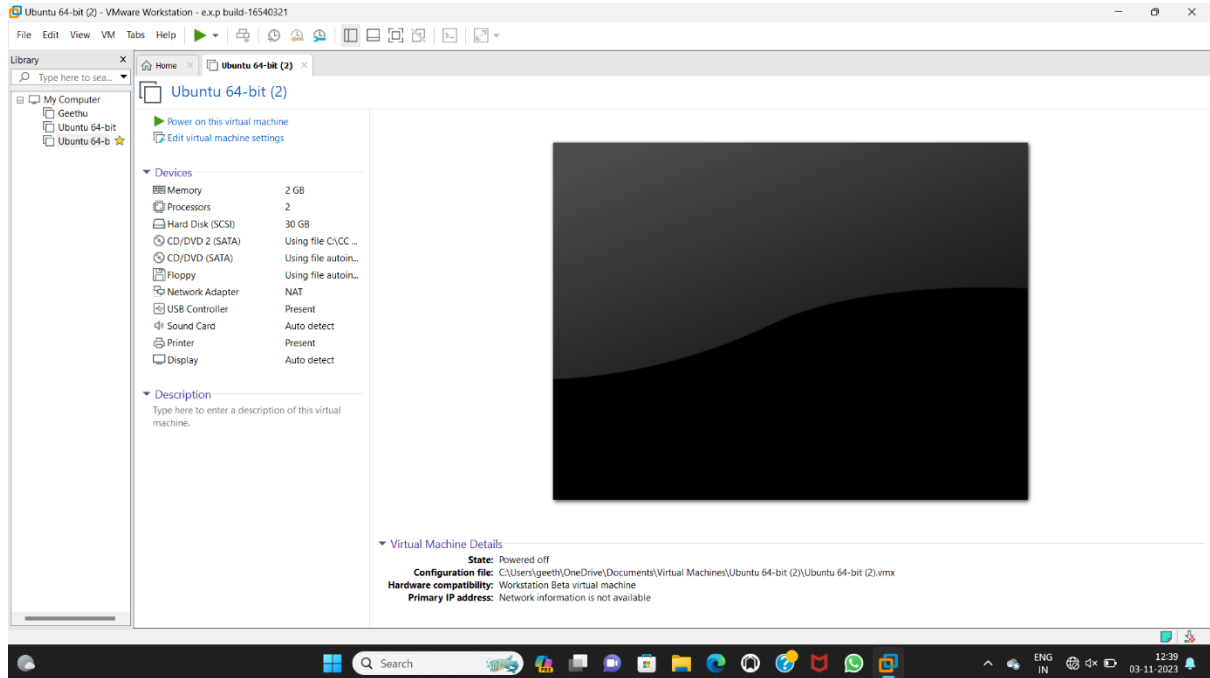 Ubuntu 64-bit (2) - VMware Workstation - e.x.p build-16540321
File Edit View VM Tabs Help
Library X
Type here to sea...
My Computer
Geethu
Ubuntu 64-bit
Ubuntu 64-b
Home × Ubuntu 64-bit (2) ×
Ubuntu 64-bit (2)
Power on this virtual machine
Edit virtual machine settings
Devices
Memory 2 GB
Processors 2
Hard Disk (SCSI) 30 GB
CD/DVD 2 (SATA) Using file C:\CC ...
CD/DVD (SATA) Using file autoin...
Floppy Using file autoin...
Network Adapter NAT
USB Controller Present
Sound Card Auto detect
Printer Present
Display Auto detect
Description
Type here to enter a description of this virtual
machine.
Virtual Machine Details
State: Powered off
Configuration file: C:\Users\geeth\OneDrive\Documents\Virtual Machines\Ubuntu 64-bit (2)\Ubuntu 64-bit (2).vmx
Hardware compatibility: Workstation Beta virtual machine
Primary IP address: Network information is not available
Search
PRE
ENG
IN
12:39
03-11-2023